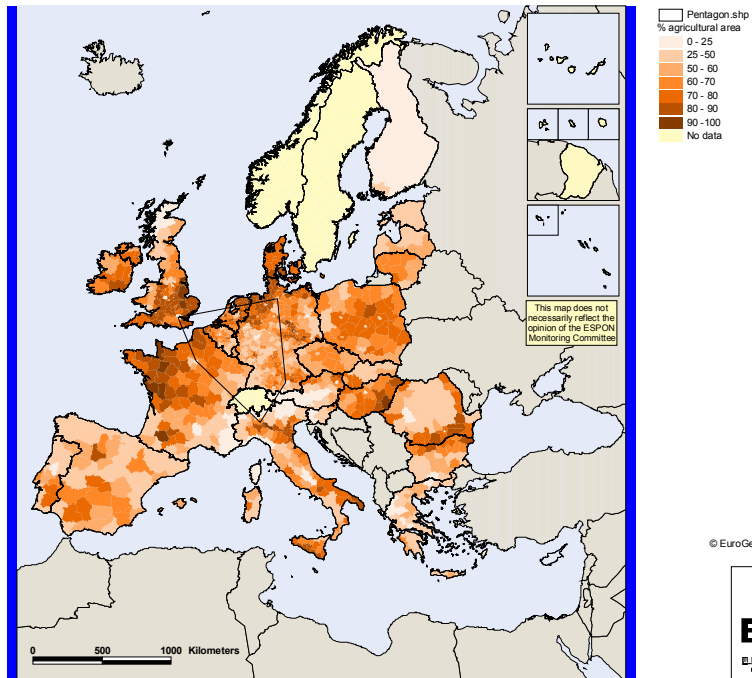 Pentagon.shp
% agricultural area
0 - 25
25 -50
50 - 60
60 -70
70 - 80
80 - 90
90 -100
No data
This map does not
necessarily reflect the
opinion of the ESPON
Monitoring Committee
© EuroGe
0 500 1000 Kilometers
E